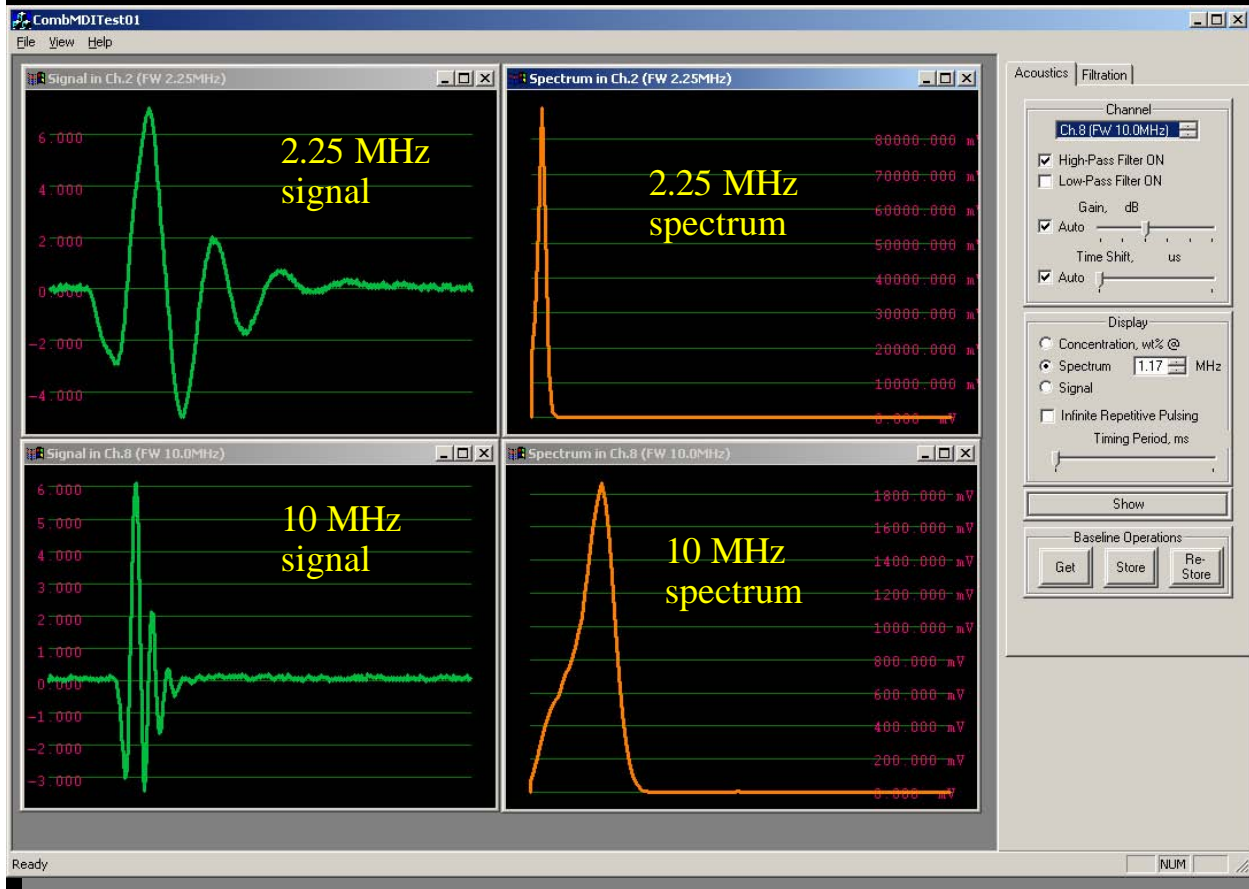 CombMDITest01
File View Help
Signal in Ch.2 (FW 2.25MHz)
6.000
4.000
2.000
0.000
-2.000
-4.000
2.25 MHz
signal
Spectrum in Ch.2 (FW 2.25MHz)
80000.000 m
70000.000 m
60000.000 m
50000.000 m
40000.000 m
30000.000 m
20000.000 m
10000.000 m
0.000 mV
2.25 MHz
spectrum
Signal in Ch.8 (FW 10.0MHz)
6.000
5.000
4.000
3.000
2.000
1.000
0.000
-1.000
-2.000
-3.000
10 MHz
signal
Spectrum in Ch.8 (FW 10.0MHz)
1800.000 mV
1600.000 mV
1400.000 mV
1200.000 mV
1000.000 mV
800.000 mV
600.000 mV
400.000 mV
200.000 mV
0.000 mV
10 MHz
spectrum
Acoustics Filtration
Channel
Ch.8 (FW 10.0MHz)
High-Pass Filter ON
Low-Pass Filter ON
Gain, dB
Auto
Time Shift, us
Auto
Display
Concentration, wt% @
Spectrum 1.17 MHz
Signal
Infinite Repetitive Pulsing
Timing Period, ms
Show
Baseline Operations
Get Store Re-
Store
Ready NUM